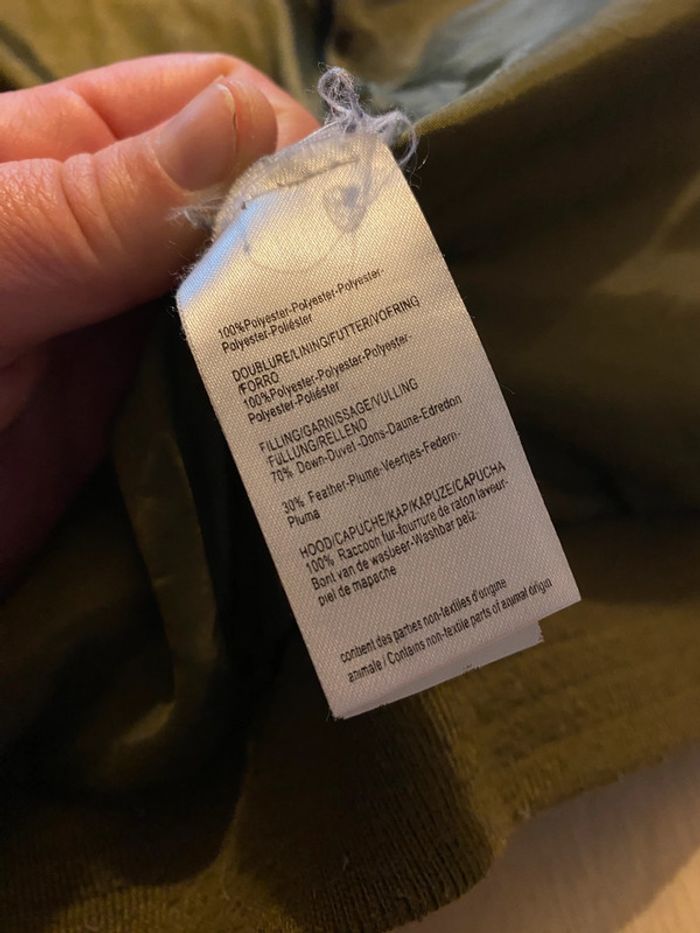 100%Polyester-Polyester-Polyester-
Polyester-Poliéster
DOUBLURE/LINING/FUTTER/VOFRING
/FORRO
100%Polyester-Polyester-Polyester-
Polyester-Poliéster
FILLING/GARNISSAGE/VULLING
FÜLLUNG/RELLENO
70% Down-Duvet -Dons-Daune-Edredon
30% Feather-Plume-Veertjes-Federn-
Pluma
HOOD/CAPUCHE/KAP/KAPUZE/CAPUCHA
100% Raccoon fur-fourrure de raton laveur-
Bont van de wasbeer-Washbar pelz-
piel de mapache
contient des parties non-textiles d'origine
animale / Contains non-textile parts of animal origin